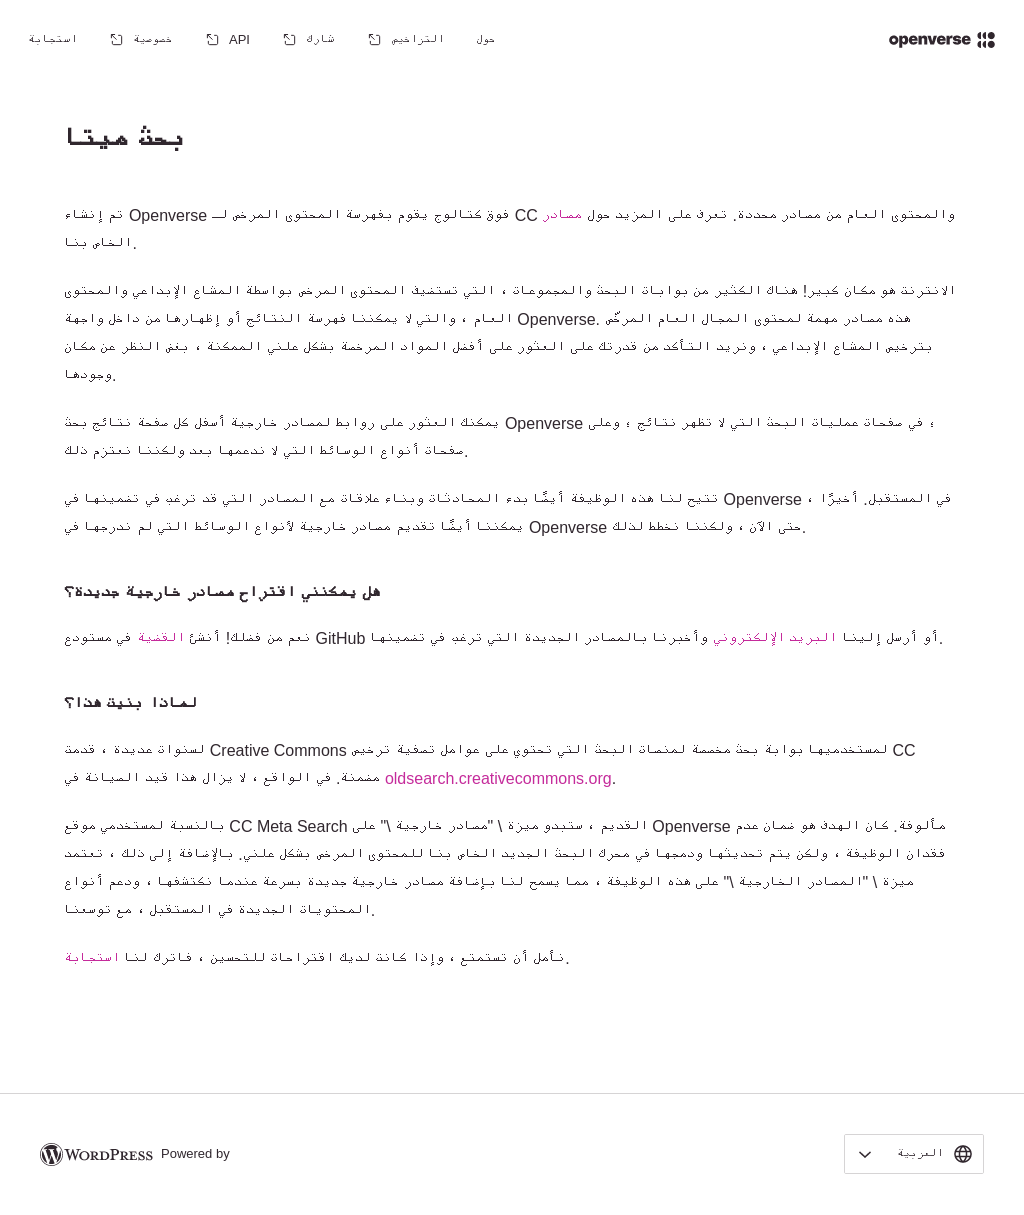 openverse
حول
التراخيص
شارك
API
خصوصية
استجابة
بحث ميتا
تم إنشاء Openverse فوق كتالوج يقوم بفهرسة المحتوى المرخص لـ CC والمحتوى العام من مصادر محددة. تعرف على المزيد حول مصادر
الخاص بنا.
الانترنة هو مكان كبير! هناك الكثير من بوابات البحث والمجموعات ، التي تستضيف المحتوى المرخص بواسطة المشاع الإبداعي والمحتوى
العام ، والتي لا يمكننا فهرسة النتائج أو إظهارها من داخل واجهة Openverse. هذه مصادر مهمة لمحتوى المجال العام المركّص
بترخيص المشاع الإبداعي ، ونريد التأكد من قدرتك على العثور على أفضل المواد المرخصة بشكل علني الممكنة ، بغض النظر عن مكان
وجودها.
يمكنك العثور على روابط لمصادر خارجية أسفل كل صفحة نتائج بحث Openverse ، في صفحات عمليات البحث التي لا تظهر نتائج ، وعلى
صفحات أنواع الوسائط التي لا ندعمها بعد ولكننا نعتزم ذلك.
تتيح لنا هذه الوظيفة أيضًا بدء المحادثات وبناء علاقات مع المصادر التي قد ترغب في تضمينها في Openverse في المستقبل. أخيرًا ،
يمكننا أيضًا تقديم مصادر خارجية لأنواع الوسائط التي لم ندرجها في Openverse حتى الآن ، ولكننا نخطط لذلك.
هل يمكنني اقتراح مصادر خارجية جديدة؟
نعم من فضلك! أنشئ القضية في مستودع GitHub أو أرسل إلينا البريد الإلكتروني وأخبرنا بالمصادر الجديدة التي ترغب في تضمينها.
لماذا بنيت هذا؟
لسنوات عديدة ، قدمت Creative Commons لمستخدميها بوابة بحث مخصصة لمنصات البحث التي تحتوي على عوامل تصفية ترخيص CC
مضمنة. في الواقع ، لا يزال هذا قيد الصيانة في oldsearch.creativecommons.org.
بالنسبة لمستخدمي موقع CC Meta Search القديم ، ستبدو ميزة \ "مصادر خارجية \" على Openverse مألوفة. كان الهدف هو ضمان عدم
فقدان الوظيفة ، ولكن يتم تحديثها ودمجها في محرك البحث الجديد الخاص بنا للمحتوى المرخص بشكل علني. بالإضافة إلى ذلك ، تعتمد
ميزة \ "المصادر الخارجية \" على هذه الوظيفة ، مما يسمح لنا بإضافة مصادر خارجية جديدة بسرعة عندما نكتشفها ، ودعم أنواع
المحتويات الجديدة في المستقبل ، مع توسعنا.
نأمل أن تستمتع ، وإذا كانت لديك اقتراحات للتحسين ، فاترك لنا استجابة.
العربية
Powered by WORDPRESS